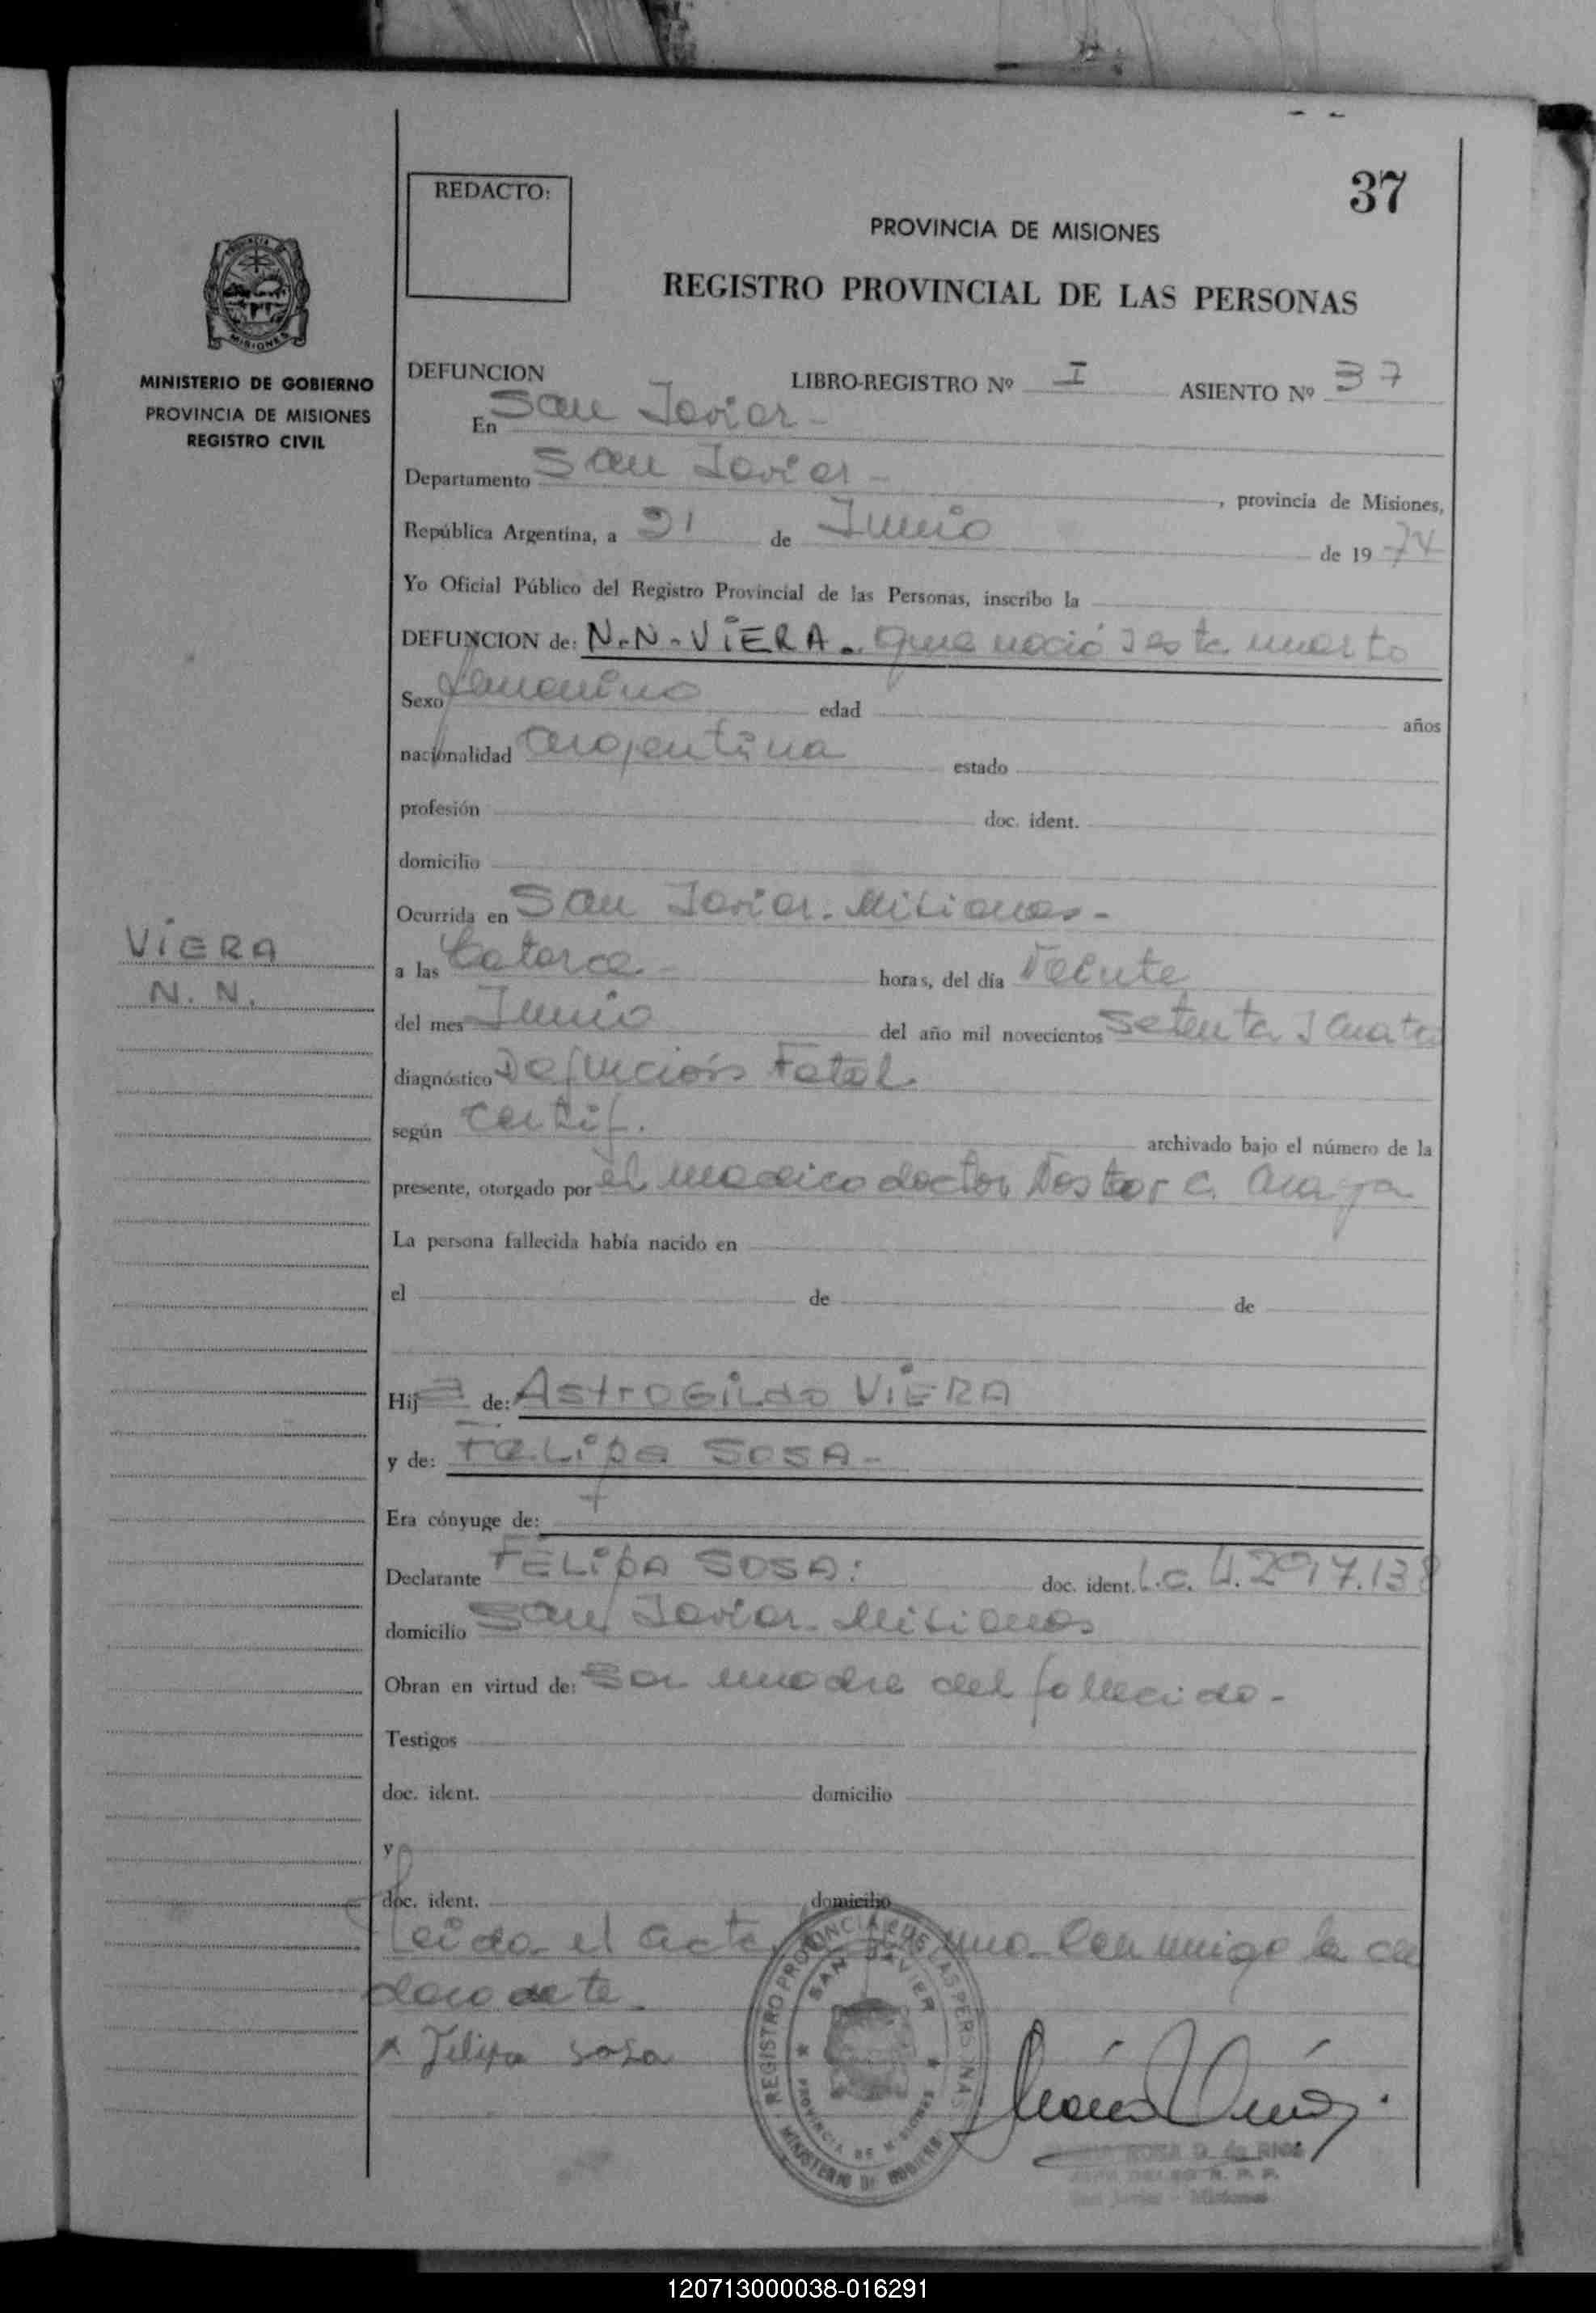 37
REDACTO:
PROVINCIA DE MISIONES
REGISTRO PROVINCIAL DE LAS PERSONAS
MISIONES
MINISTERIO DE GOBIERNO
PROVINCIA DE MISIONES
REGISTRO CIVIL
DEFUNCION LIBRO-REGISTRO Nº I ASIENTO Nº 37
En San Javier -
Departamento San Javier - , provincia de Misiones,
República Argentina, a 21 de Junio de 1974
Yo Oficial Público del Registro Provincial de las Personas, inscribo la
DEFUNCION de: N.N. VIERA. que nació muerto
Sexo femenino edad años
nacionalidad argentina estado
profesión doc. ident.
domicilio
Ocurrida en San Javier. Misiones -
VIERA
N. N.
a las Catorce - horas, del día Veinte
del mes Junio del año mil novecientos setenta y cuatro
diagnóstico Defunción Fetal.
según Certif. archivado bajo el número de la
presente, otorgado por el medico doctor C.
La persona fallecida había nacido en
el de de
Hija de: AstroGildo VIERA
y de: Felipa SOSA -
Era cónyuge de:
Declarante FELipA SOSA: doc. ident. L.C. 4.2917.138
domicilio San Javier - Misiones
Obran en virtud de: Ser madre del fallecido -
Testigos
doc. ident. domicilio
y
doc. ident. domicilio
Leida el acta conmigo la de
clarante.
x Felipa Sosa
REGISTRO PROVINCIAL DE LAS PERSONAS
SAN JAVIER
PROVINCIA DE MISIONES
MINISTERIO DE GOBIERNO
ROSA D. de RIOS
San Javier - Misiones
120713000038-016291